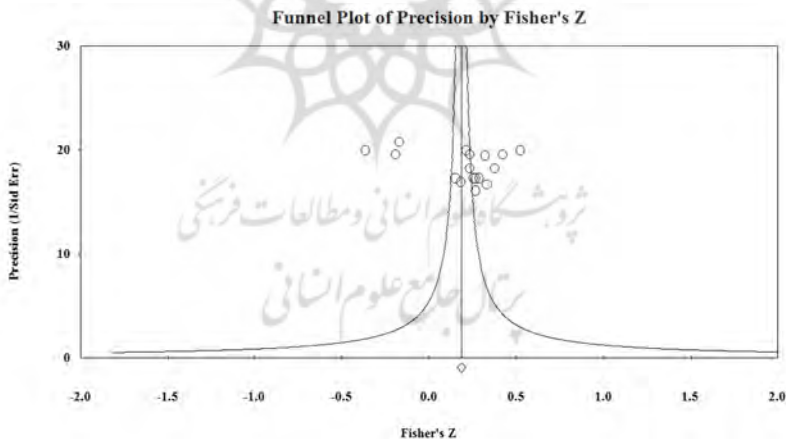 Funnel Plot of Precision by Fisher's Z
30
20
10
0
Precision (1/Std Err)
-2.0 -1.5 -1.0 -0.5 0.0 0.5 1.0 1.5 2.0
Fisher's Z
پژوهشگاه علوم انسانی و مطالعات فرهنگی
پرتال جامع علوم انسانی